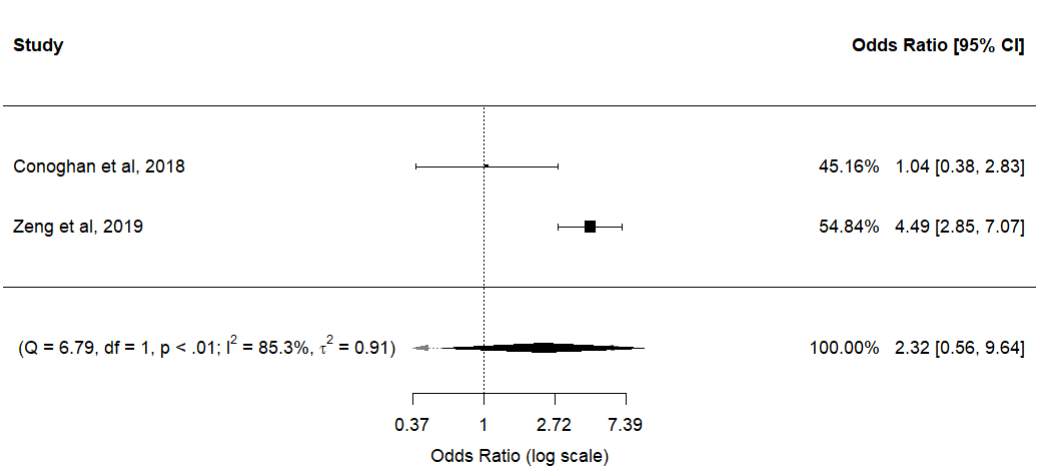 Study Odds Ratio [95% CI]
Conoghan et al, 2018 45.16% 1.04 [0.38, 2.83]
Zeng et al, 2019 54.84% 4.49 [2.85, 7.07]
(Q = 6.79, df = 1, p < .01; I² = 85.3%, τ² = 0.91) 100.00% 2.32 [0.56, 9.64]
0.37 1 2.72 7.39
Odds Ratio (log scale)